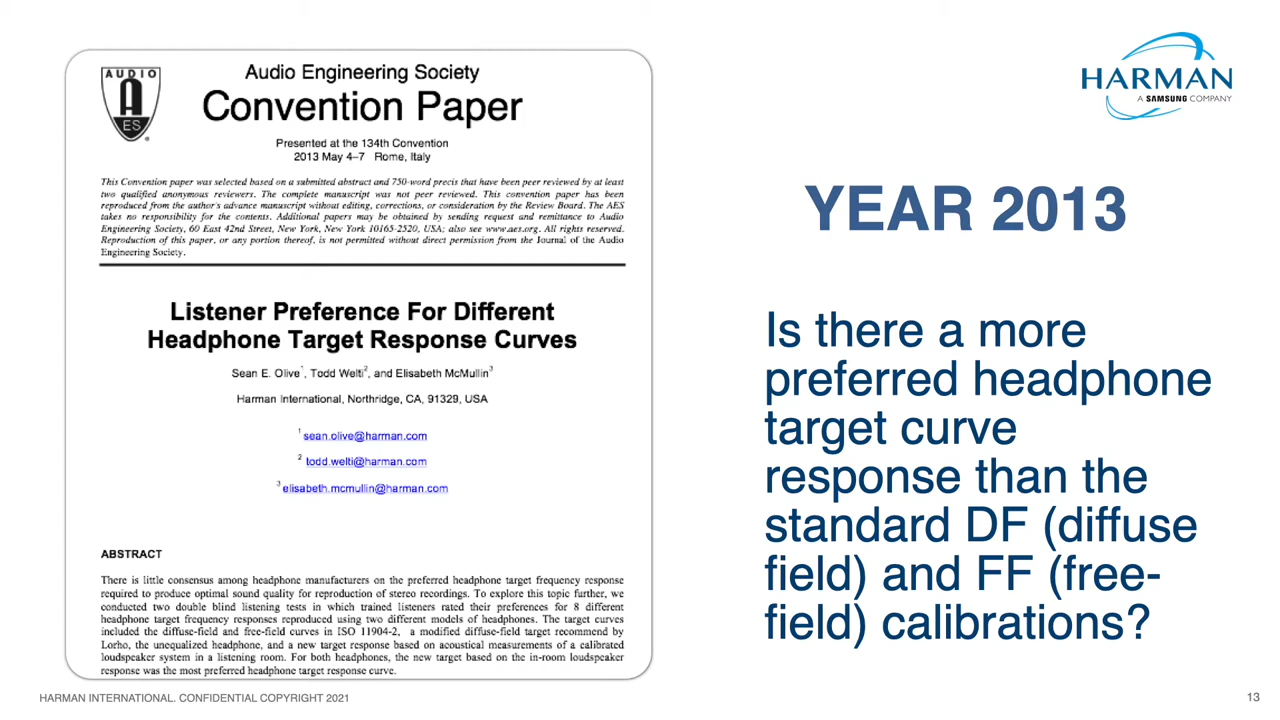 AUDIO
A
ES
Audio Engineering Society
Convention Paper
Presented at the 134th Convention
2013 May 4–7 Rome, Italy
This Convention paper was selected based on a submitted abstract and 750-word precis that have been peer reviewed by at least
two qualified anonymous reviewers. The complete manuscript was not peer reviewed. This convention paper has been
reproduced from the author's advance manuscript without editing, corrections, or consideration by the Review Board. The AES
takes no responsibility for the contents. Additional papers may be obtained by sending request and remittance to Audio
Engineering Society, 60 East 42nd Street, New York, New York 10165-2520, USA; also see www.aes.org. All rights reserved.
Reproduction of this paper, or any portion thereof, is not permitted without direct permission from the Journal of the Audio
Engineering Society.
Listener Preference For Different
Headphone Target Response Curves
Sean E. Olive1, Todd Welti2, and Elisabeth McMullin3
Harman International, Northridge, CA, 91329, USA
1 sean.olive@harman.com
2 todd.welti@harman.com
3 elisabeth.mcmullin@harman.com
ABSTRACT
There is little consensus among headphone manufacturers on the preferred headphone target frequency response
required to produce optimal sound quality for reproduction of stereo recordings. To explore this topic further, we
conducted two double blind listening tests in which trained listeners rated their preferences for 8 different
headphone target frequency responses reproduced using two different models of headphones. The target curves
included the diffuse-field and free-field curves in ISO 11904-2, a modified diffuse-field target recommend by
Lorho, the unequalized headphone, and a new target response based on acoustical measurements of a calibrated
loudspeaker system in a listening room. For both headphones, the new target based on the in-room loudspeaker
response was the most preferred headphone target response curve.
HARMAN
A SAMSUNG COMPANY
YEAR 2013
Is there a more
preferred headphone
target curve
response than the
standard DF (diffuse
field) and FF (free-
field) calibrations?
HARMAN INTERNATIONAL. CONFIDENTIAL COPYRIGHT 2021
13